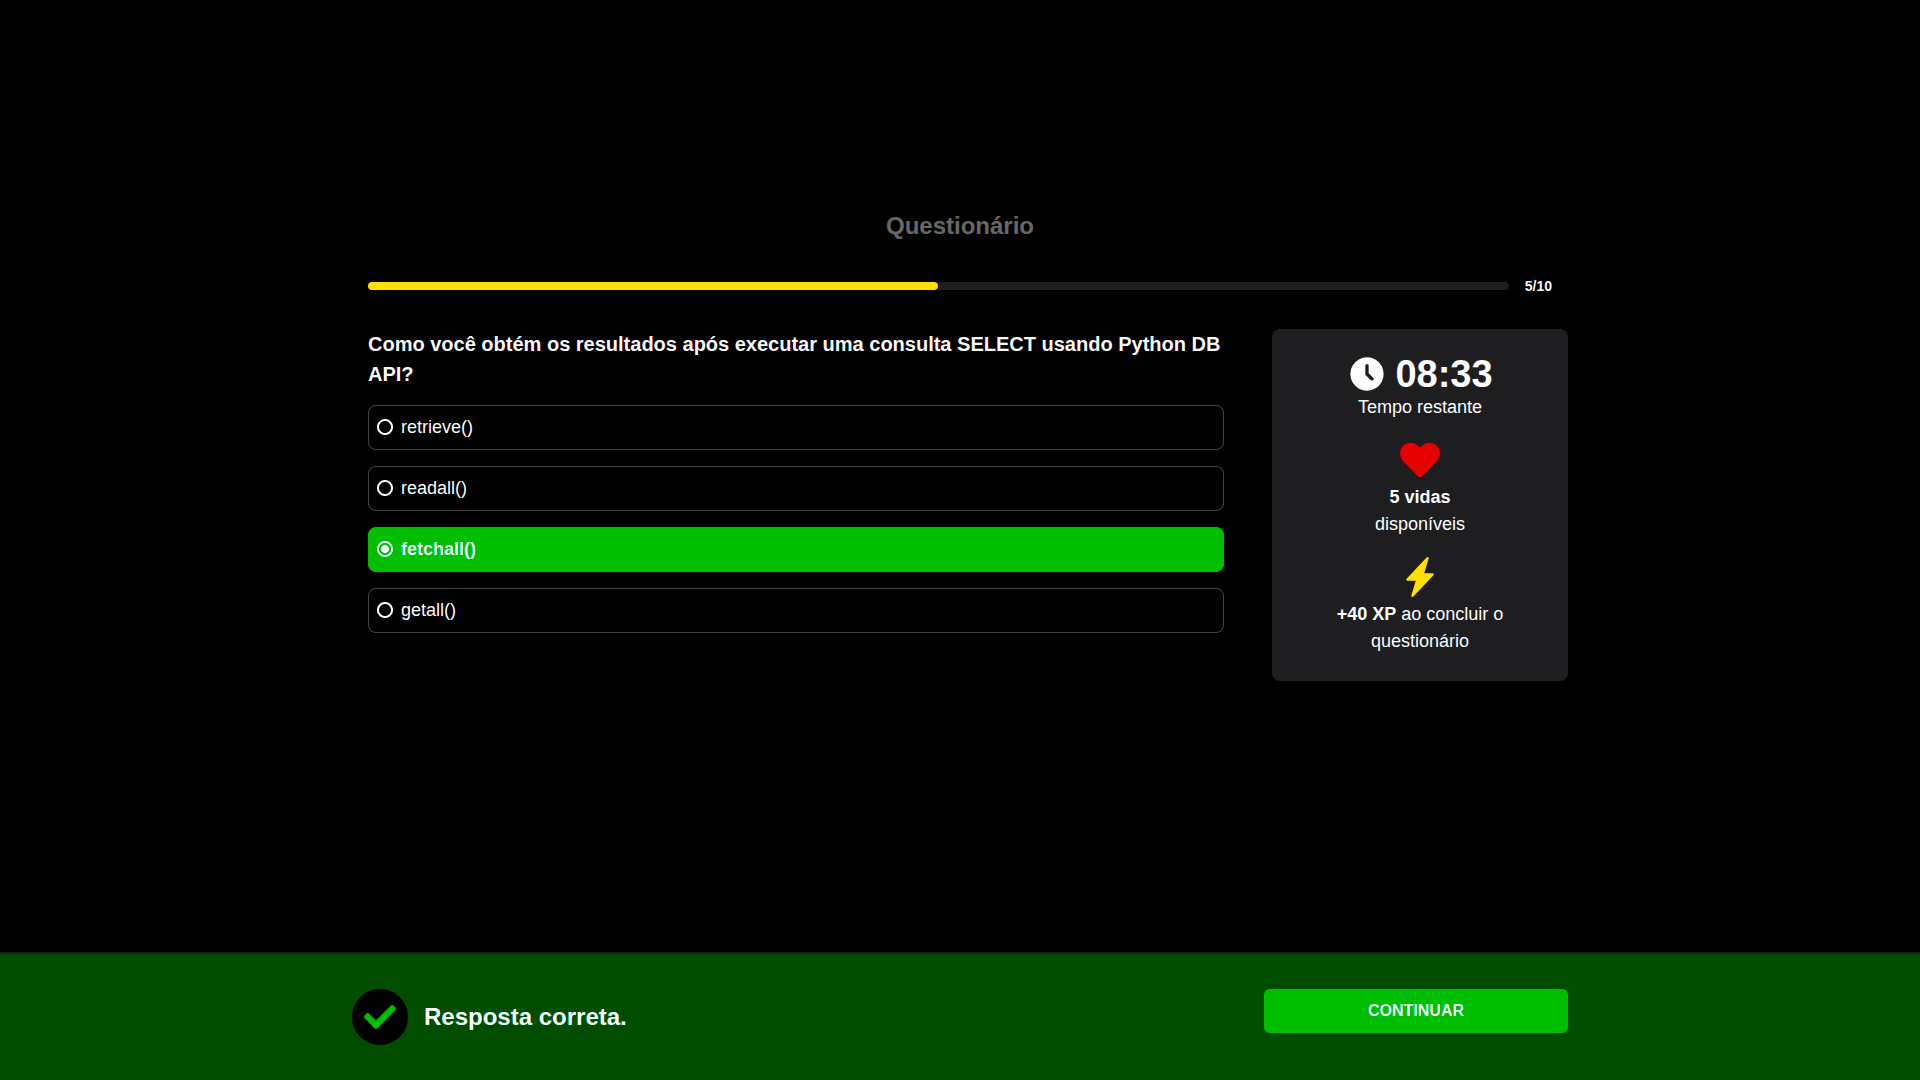 Questionário
5/10
Como você obtém os resultados após executar uma consulta SELECT usando Python DB
API?
retrieve()
readall()
fetchall()
getall()
08:33
Tempo restante
5 vidas
disponíveis
+40 XP ao concluir o
questionário
Resposta correta.
CONTINUAR